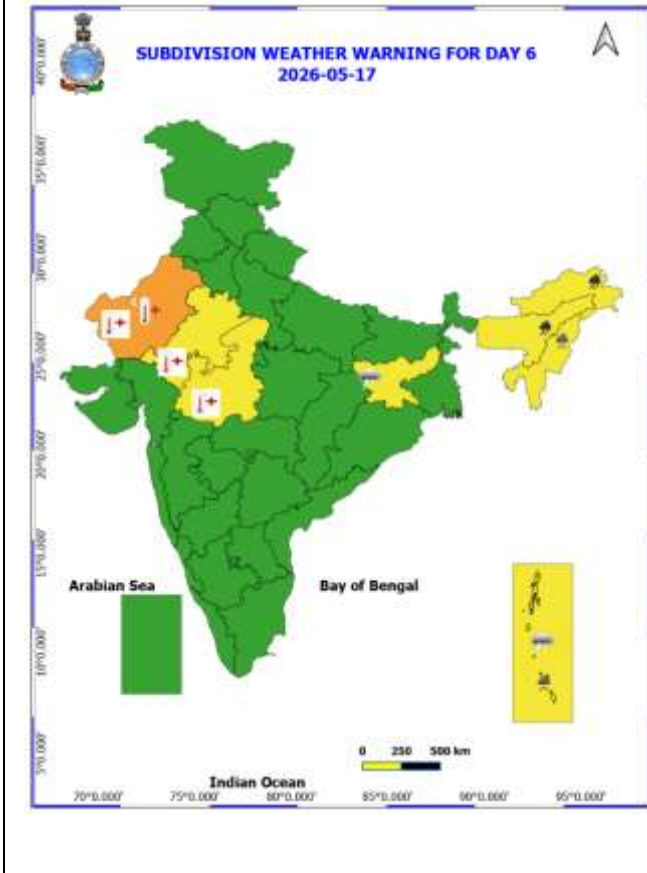 SUBDIVISION WEATHER WARNING FOR DAY 6
2026-05-17
40°0.000'
35°0.000'
30°0.000'
25°0.000'
20°0.000'
15°0.000'
10°0.000'
5°0.000'
Arabian Sea
Bay of Bengal
0 250 500 km
Indian Ocean
70°0.000' 75°0.000' 80°0.000' 85°0.000' 90°0.000' 95°0.000'